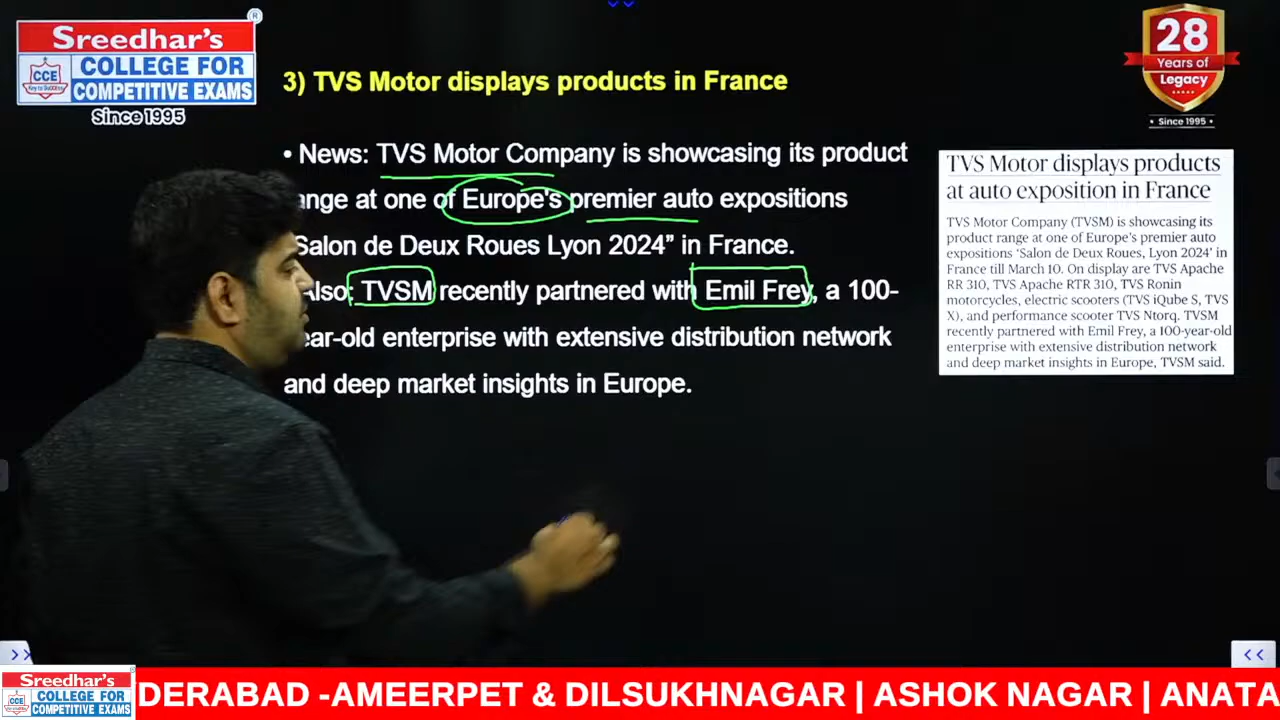 ®
Sreedhar's
CCE
Key to Success
COLLEGE FOR
COMPETITIVE EXAMS
Since 1995
28
Years of
Legacy
• Since 1995 •
3) TVS Motor displays products in France
• News: TVS Motor Company is showcasing its product
ange at one of Europe's premier auto expositions
Salon de Deux Roues Lyon 2024” in France.
Also: TVSM recently partnered with Emil Frey, a 100-
ear-old enterprise with extensive distribution network
and deep market insights in Europe.
TVS Motor displays products
at auto exposition in France
TVS Motor Company (TVSM) is showcasing its
product range at one of Europe's premier auto
expositions 'Salon de Deux Roues, Lyon 2024' in
France till March 10. On display are TVS Apache
RR 310, TVS Apache RTR 310, TVS Ronin
motorcycles, electric scooters (TVS iQube S, TVS
X), and performance scooter TVS Ntorq. TVSM
recently partnered with Emil Frey, a 100-year-old
enterprise with extensive distribution network
and deep market insights in Europe, TVSM said.
>>
<<
Sreedhar's
CCE
COLLEGE FOR
COMPETITIVE EXAMS
DERABAD -AMEERPET & DILSUKHNAGAR | ASHOK NAGAR | ANATA